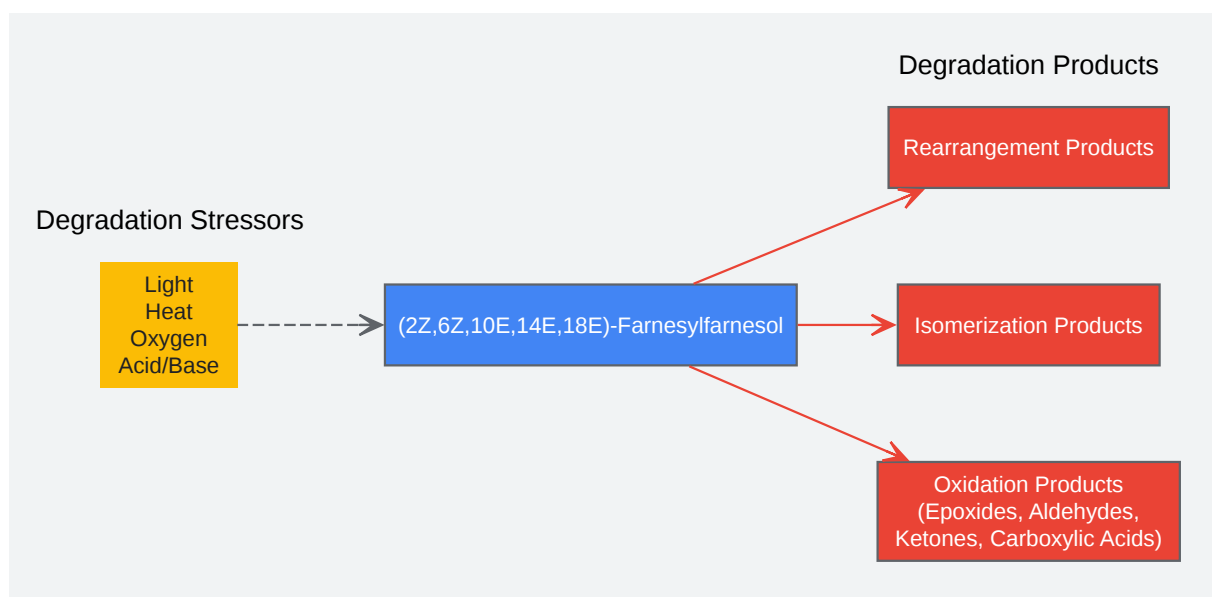 Degradation Stressors
Light
Heat
Oxygen
Acid/Base
(2Z,6Z,10E,14E,18E)-Farnesylfarnesol
Degradation Products
Rearrangement Products
Isomerization Products
Oxidation Products
(Epoxides, Aldehydes,
Ketones, Carboxylic Acids)